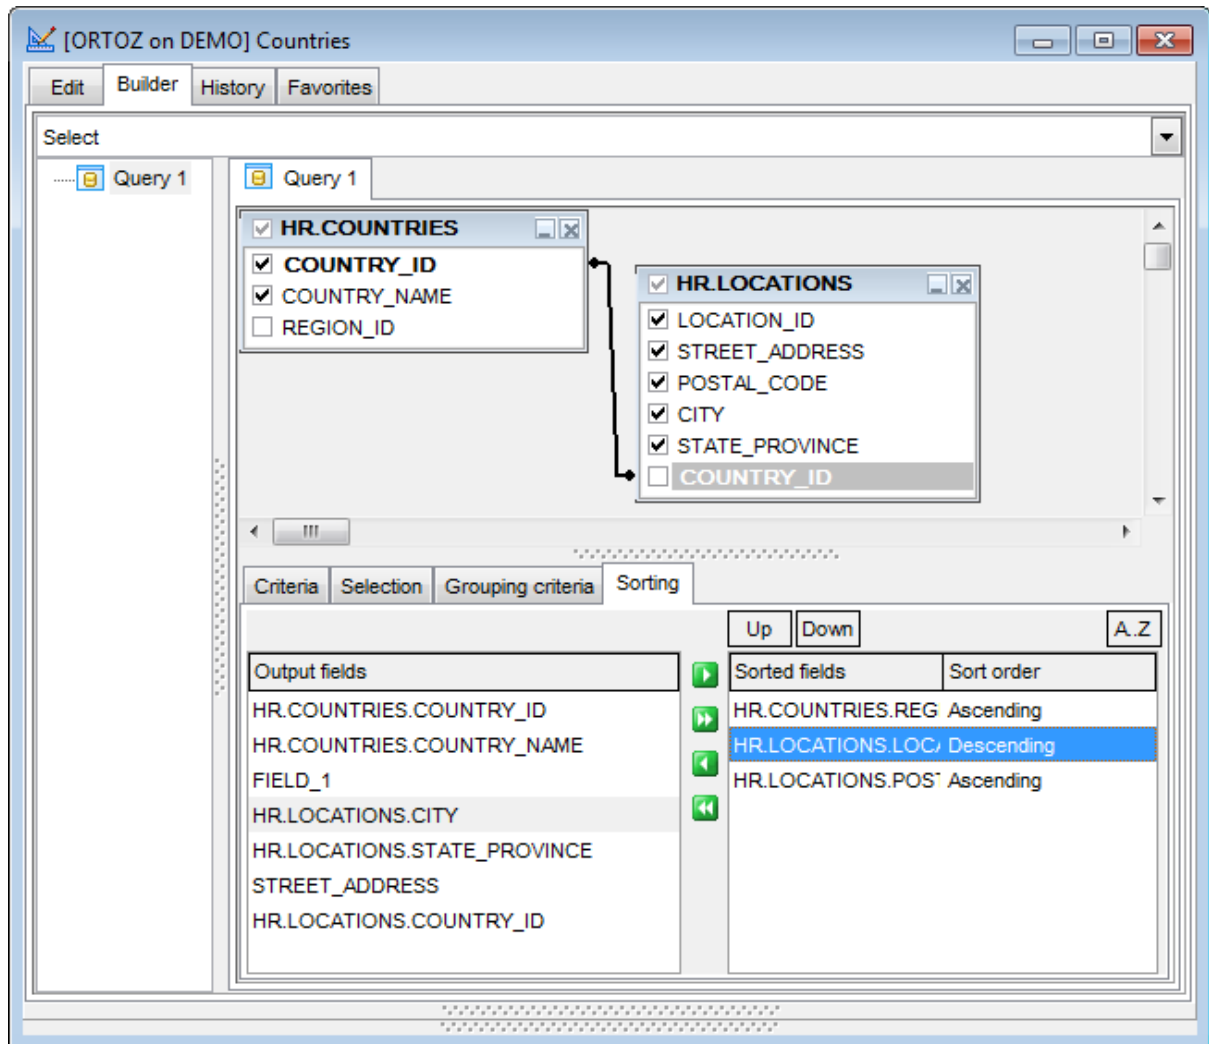 [ORTOZ on DEMO] Countries
Edit Builder History Favorites
Select
Query 1
Query 1
HR.COUNTRIES
COUNTRY_ID
COUNTRY_NAME
REGION_ID
HR.LOCATIONS
LOCATION_ID
STREET_ADDRESS
POSTAL_CODE
CITY
STATE_PROVINCE
COUNTRY_ID
Criteria Selection Grouping criteria Sorting
Up Down A..Z
Output fields
HR.COUNTRIES.COUNTRY_ID
HR.COUNTRIES.COUNTRY_NAME
FIELD_1
HR.LOCATIONS.CITY
HR.LOCATIONS.STATE_PROVINCE
STREET_ADDRESS
HR.LOCATIONS.COUNTRY_ID
Sorted fields Sort order
HR.COUNTRIES.REG Ascending
HR.LOCATIONS.LOC Descending
HR.LOCATIONS.POS Ascending